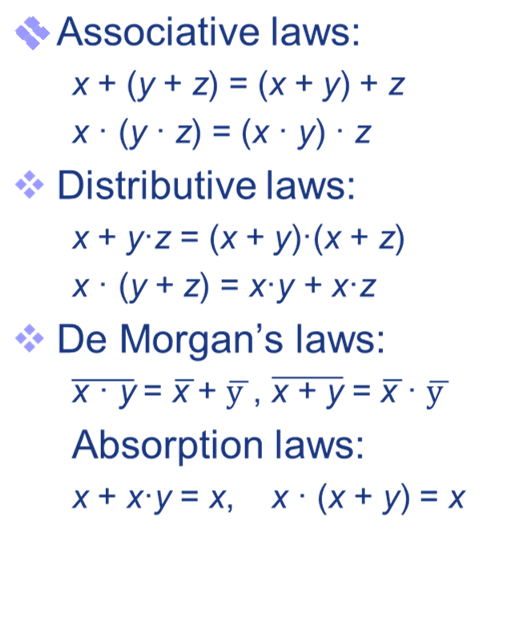 Associative laws:
x + (y + z) = (x + y) + z
x · (y · z) = (x · y) · z
Distributive laws:
x + y·z = (x + y)·(x + z)
x · (y + z) = x·y + x·z
De Morgan’s laws:
x̅ ̅·̅ ̅y̅ = x̅ + y̅ , x̅ ̅+̅ ̅y̅ = x̅ · y̅
Absorption laws:
x + x·y = x, x · (x + y) = x